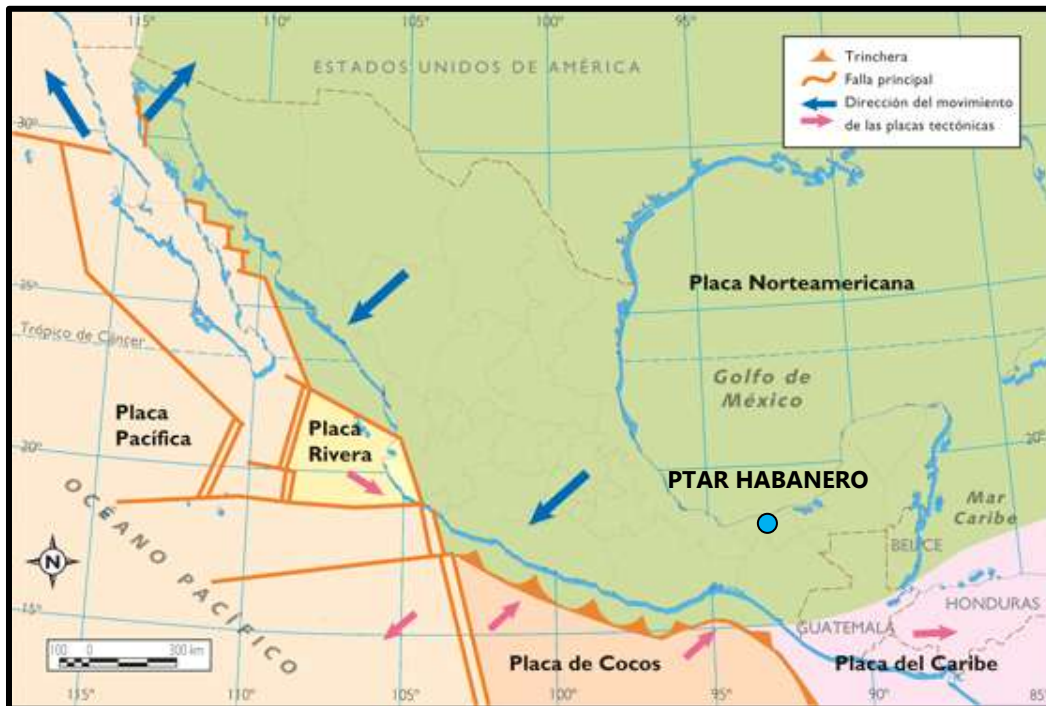 115°
110°
105°
100°
95°
ESTADOS UNIDOS DE AMÉRICA
Trinchera
Falla principal
Dirección del movimiento
de las placas tectónicas
30°
25°
Placa Norteamericana
Trópico de Cáncer
Golfo de
México
Placa
Pacífica
Placa
Rivera
20°
20°
PTAR HABANERO
Mar
Caribe
BELICE
OCÉANO PACÍFICO
N
15°
HONDURAS
GUATEMALA
100 0 300 km
Placa de Cocos
Placa del Caribe
115°
110°
105°
100°
95°
90°
85°